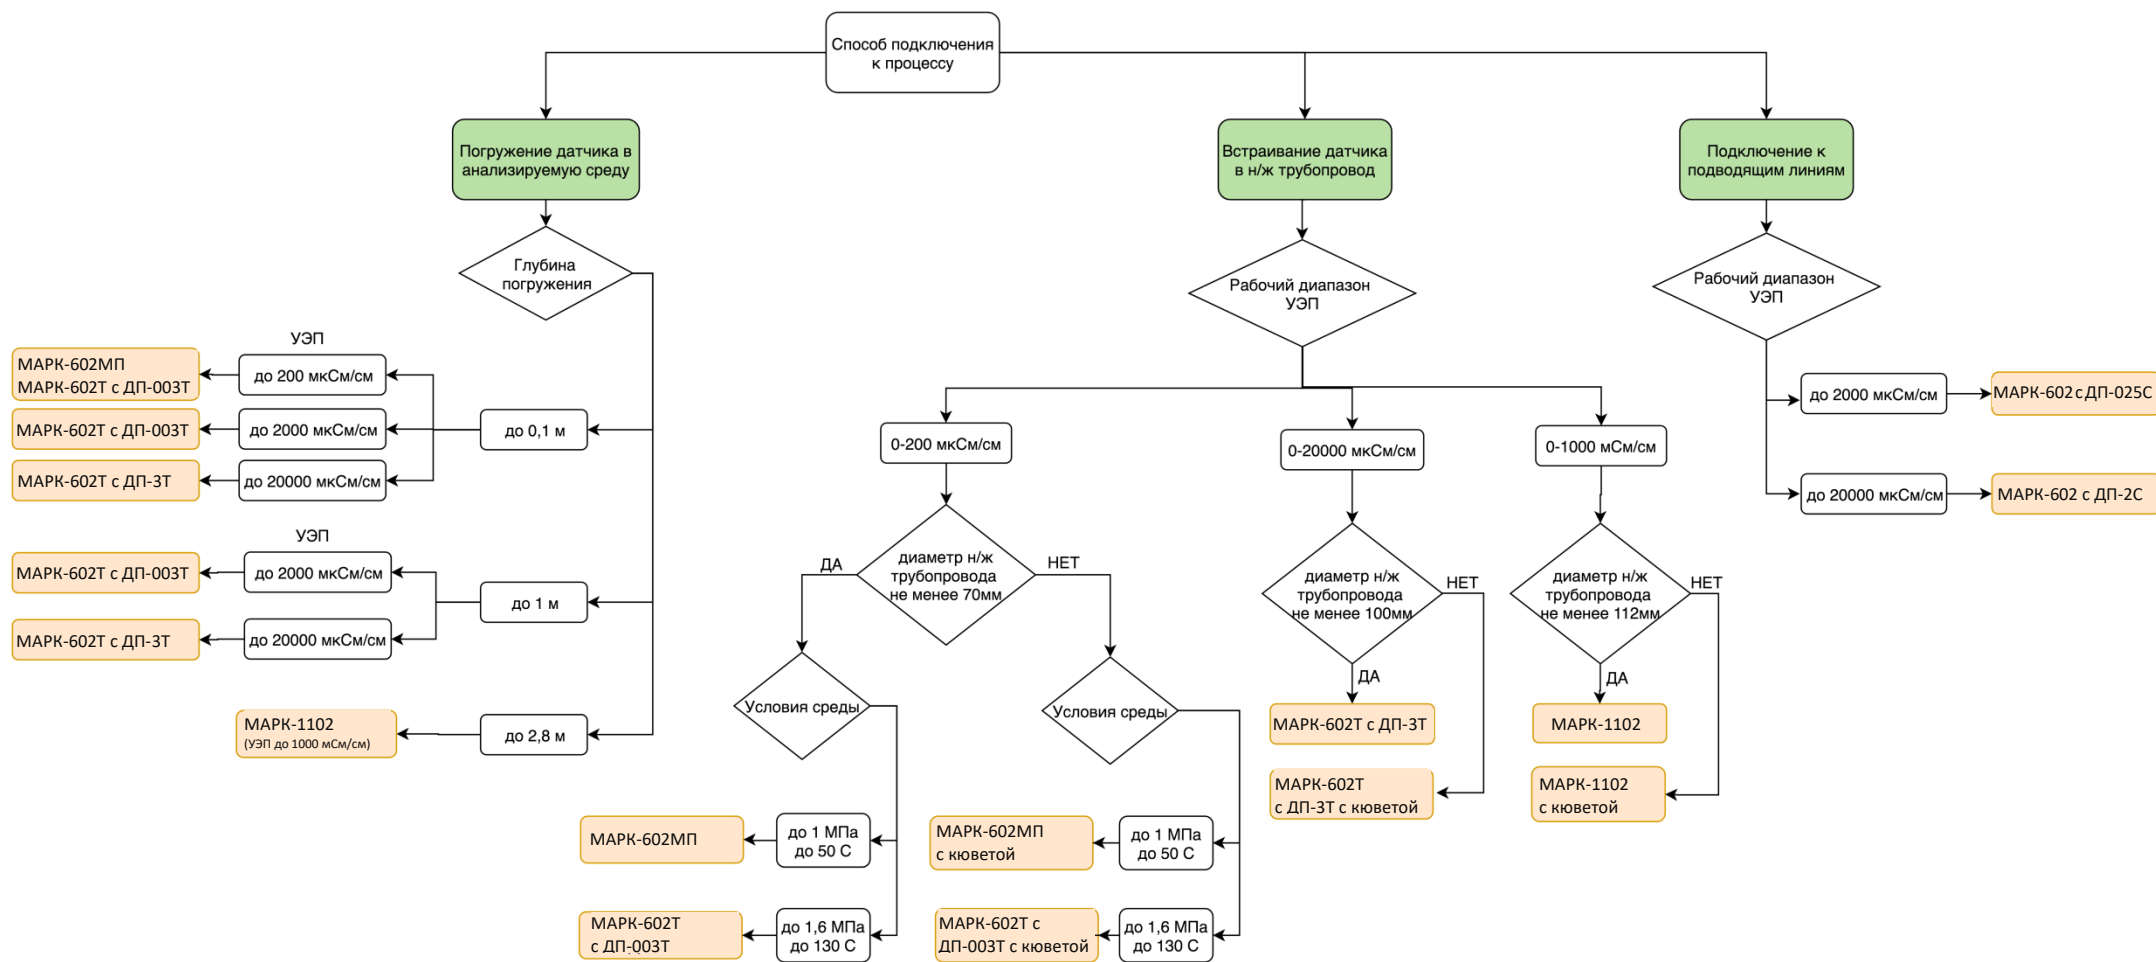 Способ подключения
к процессу
Погружение датчика в
анализируемую среду
Встраивание датчика
в н/ж трубопровод
Подключение к
подводящим линиям
Глубина
погружения
Рабочий диапазон
УЭП
Рабочий диапазон
УЭП
УЭП
МАРК-602МП
МАРК-602Т с ДП-003Т
до 200 мкСм/см
МАРК-602Т с ДП-003Т
до 2000 мкСм/см
до 0,1 м
МАРК-602Т с ДП-3Т
до 20000 мкСм/см
УЭП
МАРК-602Т с ДП-003Т
до 2000 мкСм/см
до 1 м
МАРК-602Т с ДП-3Т
до 20000 мкСм/см
МАРК-1102
(УЭП до 1000 мСм/см)
до 2,8 м
0-200 мкСм/см
0-20000 мкСм/см
0-1000 мСм/см
до 2000 мкСм/см
МАРК-602 с ДП-025С
до 20000 мкСм/см
МАРК-602 с ДП-2С
ДА
диаметр н/ж
трубопровода
не менее 70мм
НЕТ
диаметр н/ж
трубопровода
не менее 100мм
НЕТ
ДА
диаметр н/ж
трубопровода
не менее 112мм
НЕТ
ДА
Условия среды
Условия среды
МАРК-602Т с ДП-3Т
МАРК-1102
МАРК-602Т
с ДП-3Т с кюветой
МАРК-1102
с кюветой
МАРК-602МП
до 1 МПа
до 50 С
МАРК-602МП
с кюветой
до 1 МПа
до 50 С
МАРК-602Т
с ДП-003Т
до 1,6 МПа
до 130 С
МАРК-602Т с
ДП-003Т с кюветой
до 1,6 МПа
до 130 С